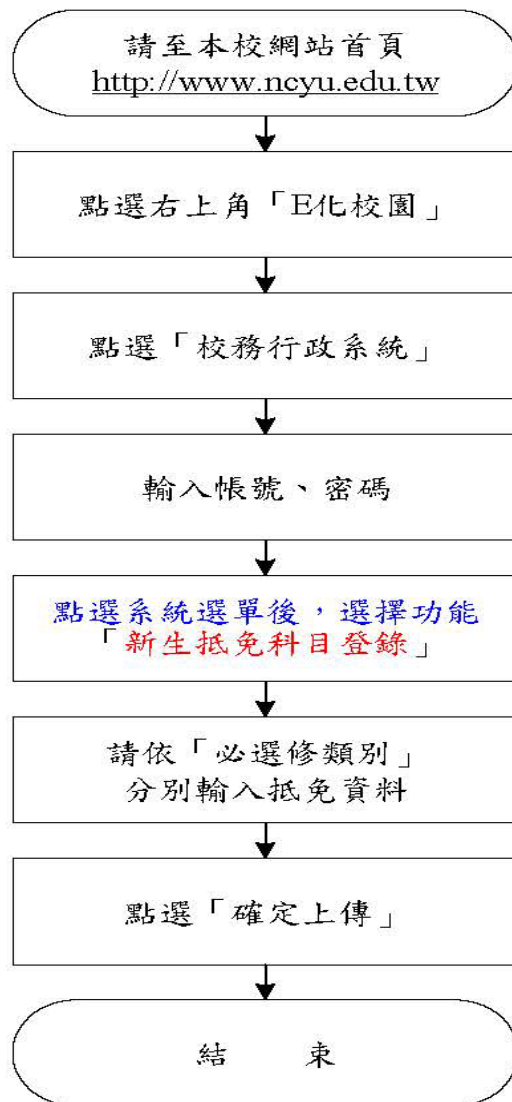 請至本校網站首頁
http://www.ncyu.edu.tw
點選右上角「E化校園」
點選「校務行政系統」
輸入帳號、密碼
點選系統選單後，選擇功能
「新生抵免科目登錄」
請依「必選修類別」
分別輸入抵免資料
點選「確定上傳」
結 束